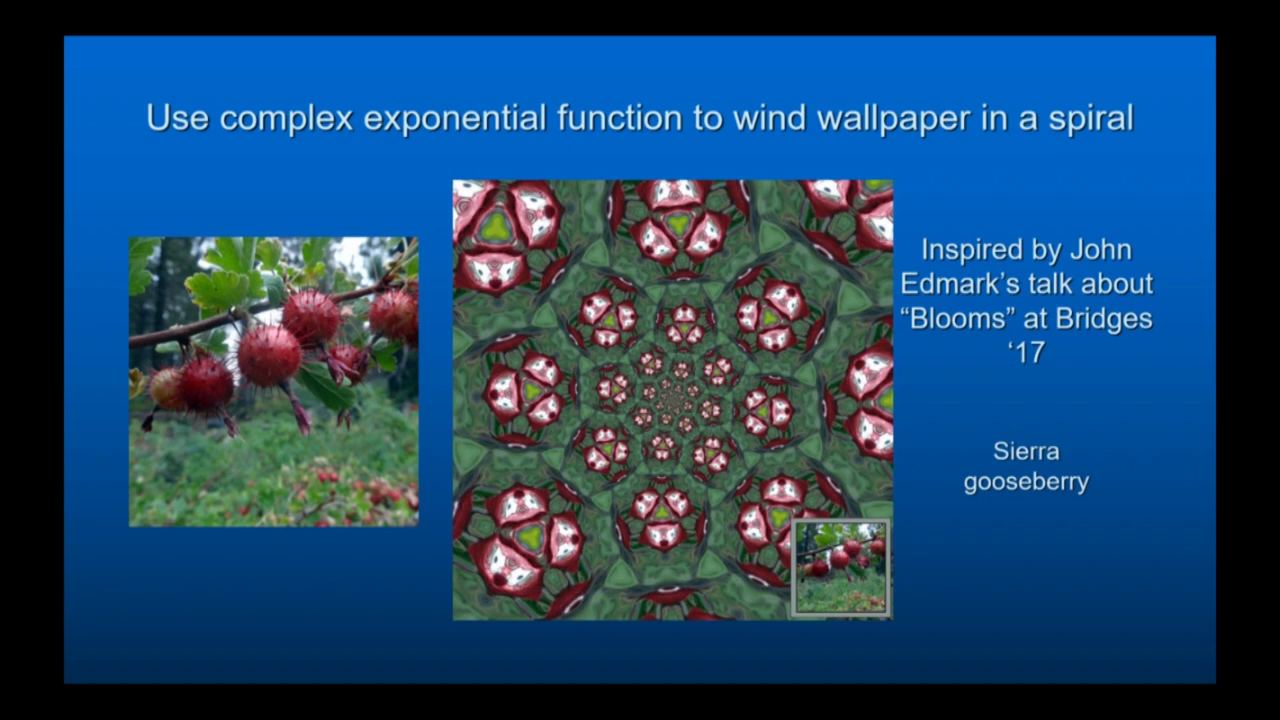 Use complex exponential function to wind wallpaper in a spiral
Inspired by John
Edmark’s talk about
“Blooms” at Bridges
‘17
Sierra
gooseberry